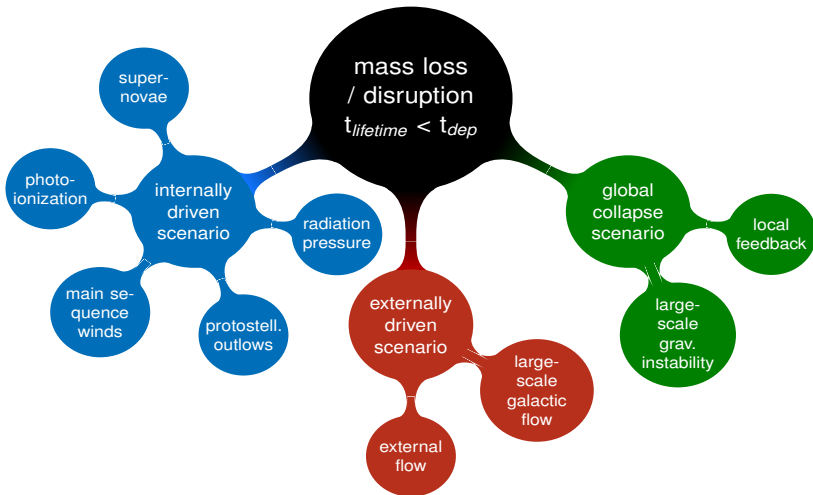 mass loss
/ disruption
t_lifetime < t_dep
super-
novae
photo-
ionization
internally
driven
scenario
radiation
pressure
main se-
quence
winds
protostell.
outlows
externally
driven
scenario
large-
scale
galactic
flow
external
flow
global
collapse
scenario
local
feedback
large-
scale
grav.
instability